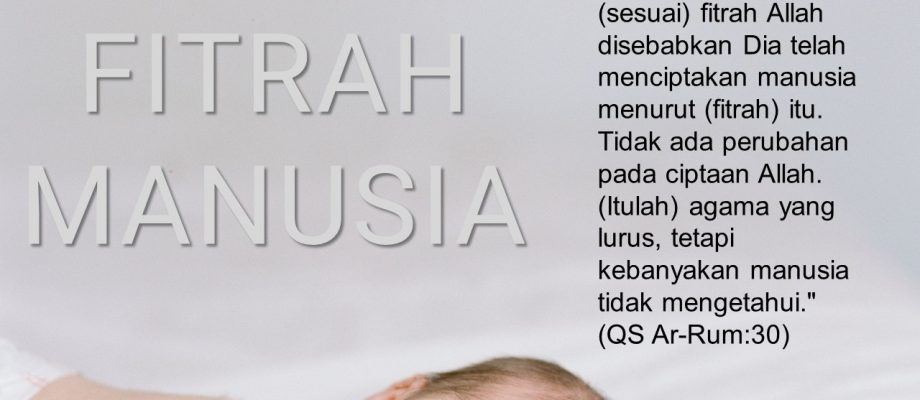 FITRAH
MANUSIA
(sesuai) fitrah Allah
disebabkan Dia telah
menciptakan manusia
menurut (fitrah) itu.
Tidak ada perubahan
pada ciptaan Allah.
(Itulah) agama yang
lurus, tetapi
kebanyakan manusia
tidak mengetahui."
(QS Ar-Rum:30)